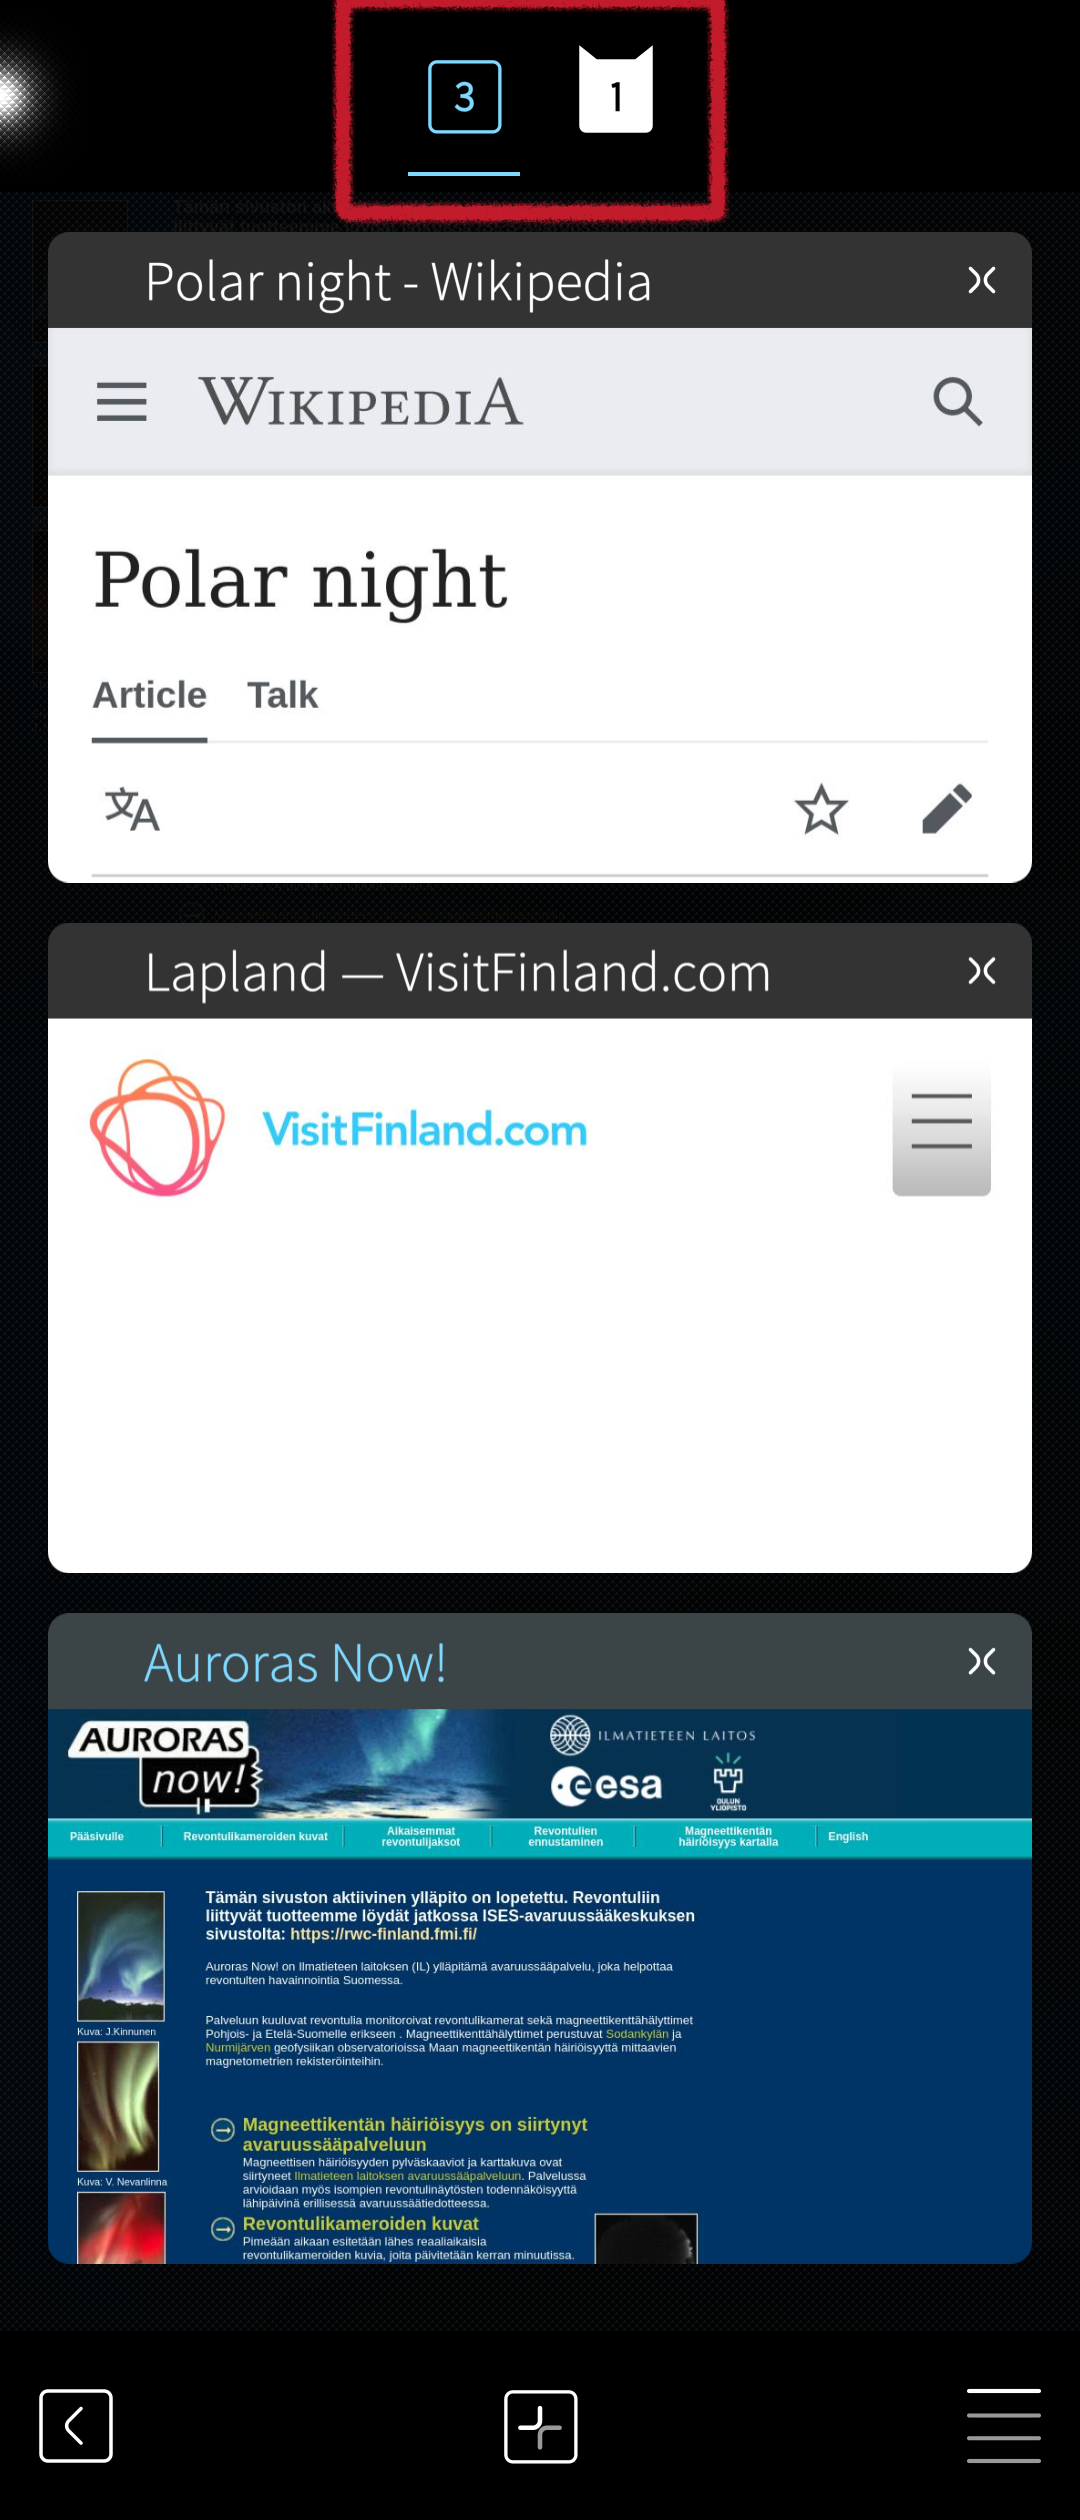 3 1
Tämän sivuston ak
Polar night - Wikipedia
WIKIPEDIA
Polar night
Article Talk
Lapland — VisitFinland.com
VisitFinland.com
Auroras Now!
AURORAS
now!
ILMATIETEEN LAITOS
esa
OULUN
YLIOPISTO
Pääsivulle
Revontulikameroiden kuvat
Aikaisemmat
revontulijaksot
Revontulien
ennustaminen
Magneettikentän
häiriöisyys kartalla
English
Tämän sivuston aktiivinen ylläpito on lopetettu. Revontuliin
liittyvät tuotteemme löydät jatkossa ISES-avaruussääkeskuksen
sivustolta: https://rwc-finland.fmi.fi/
Auroras Now! on Ilmatieteen laitoksen (IL) ylläpitämä avaruussääpalvelu, joka helpottaa
revontulten havainnointia Suomessa.
Palveluun kuuluvat revontulia monitoroivat revontulikamerat sekä magneettikenttähälyttimet
Pohjois- ja Etelä-Suomelle erikseen . Magneettikenttähälyttimet perustuvat Sodankylän ja
Nurmijärven geofysiikan observatorioissa Maan magneettikentän häiriöisyyttä mittaavien
magnetometrien rekisteröinteihin.
Kuva: J.Kinnunen
Magneettikentän häiriöisyys on siirtynyt
avaruussääpalveluun
Magneettisen häiriöisyyden pylväskaaviot ja karttakuva ovat
siirtyneet Ilmatieteen laitoksen avaruussääpalveluun. Palvelussa
arvioidaan myös isompien revontulinäytösten todennäköisyyttä
lähipäivinä erillisessä avaruussäätiedotteessa.
Kuva: V. Nevanlinna
Revontulikameroiden kuvat
Pimeään aikaan esitetään lähes reaaliaikaisia
revontulikameroiden kuvia, joita päivitetään kerran minuutissa.